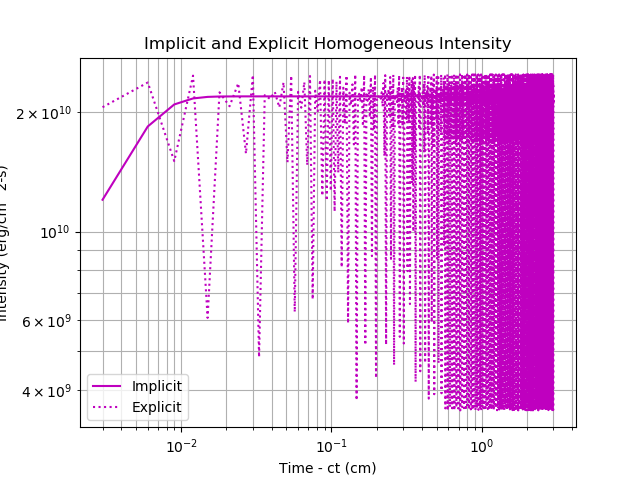 Implicit and Explicit Homogeneous Intensity
Intensity (erg/cm^2-s)
2 × 10^10
10^10
6 × 10^9
4 × 10^9
Implicit
Explicit
10^-2
10^-1
10^0
Time - ct (cm)